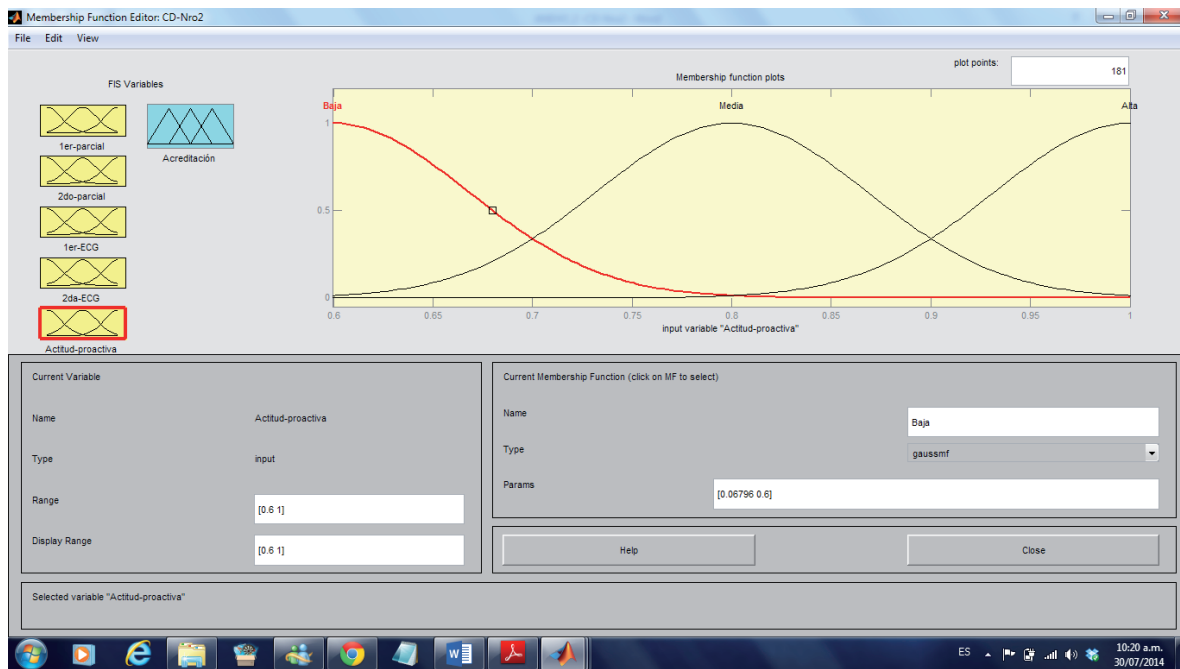 Membership Function Editor: CD-Nro2
File Edit View
FIS Variables
1er-parcial
2do-parcial
1er-ECG
2da-ECG
Actitud-proactiva
Acreditación
Membership function plots
plot points:
181
Baja
Media
Alta
1
0.5
0
0.6 0.65 0.7 0.75 0.8 0.85 0.9 0.95 1
input variable "Actitud-proactiva"
Current Variable
Name Actitud-proactiva
Type input
Range [0.6 1]
Display Range [0.6 1]
Current Membership Function (click on MF to select)
Name Baja
Type gaussmf
Params [0.06796 0.6]
Help
Close
Selected variable "Actitud-proactiva"
ES
10:20 a.m.
30/07/2014